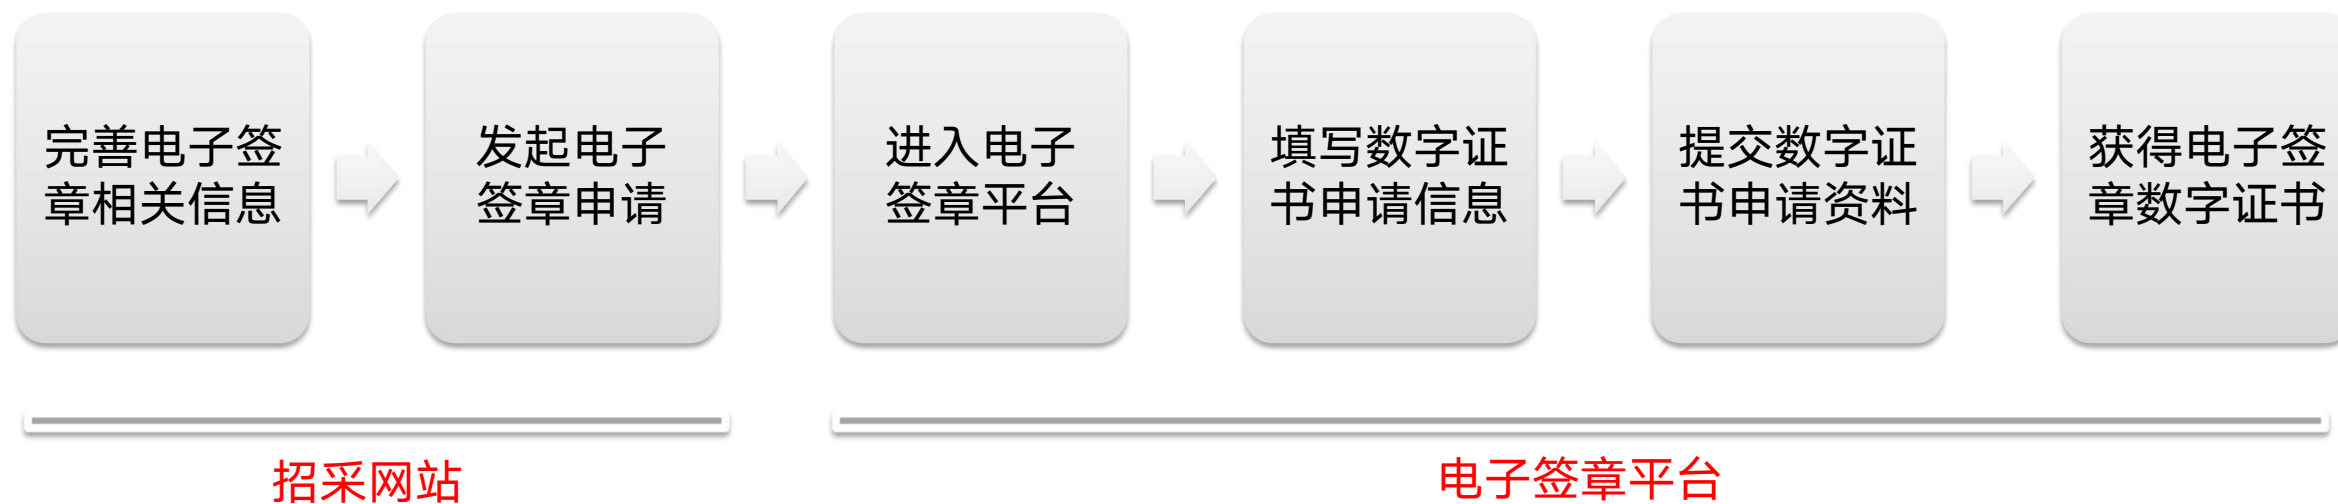 完善电子签
章相关信息
发起电子
签章申请
进入电子
签章平台
填写数字证
书申请信息
提交数字证
书申请资料
获得电子签
章数字证书
招采网站
电子签章平台